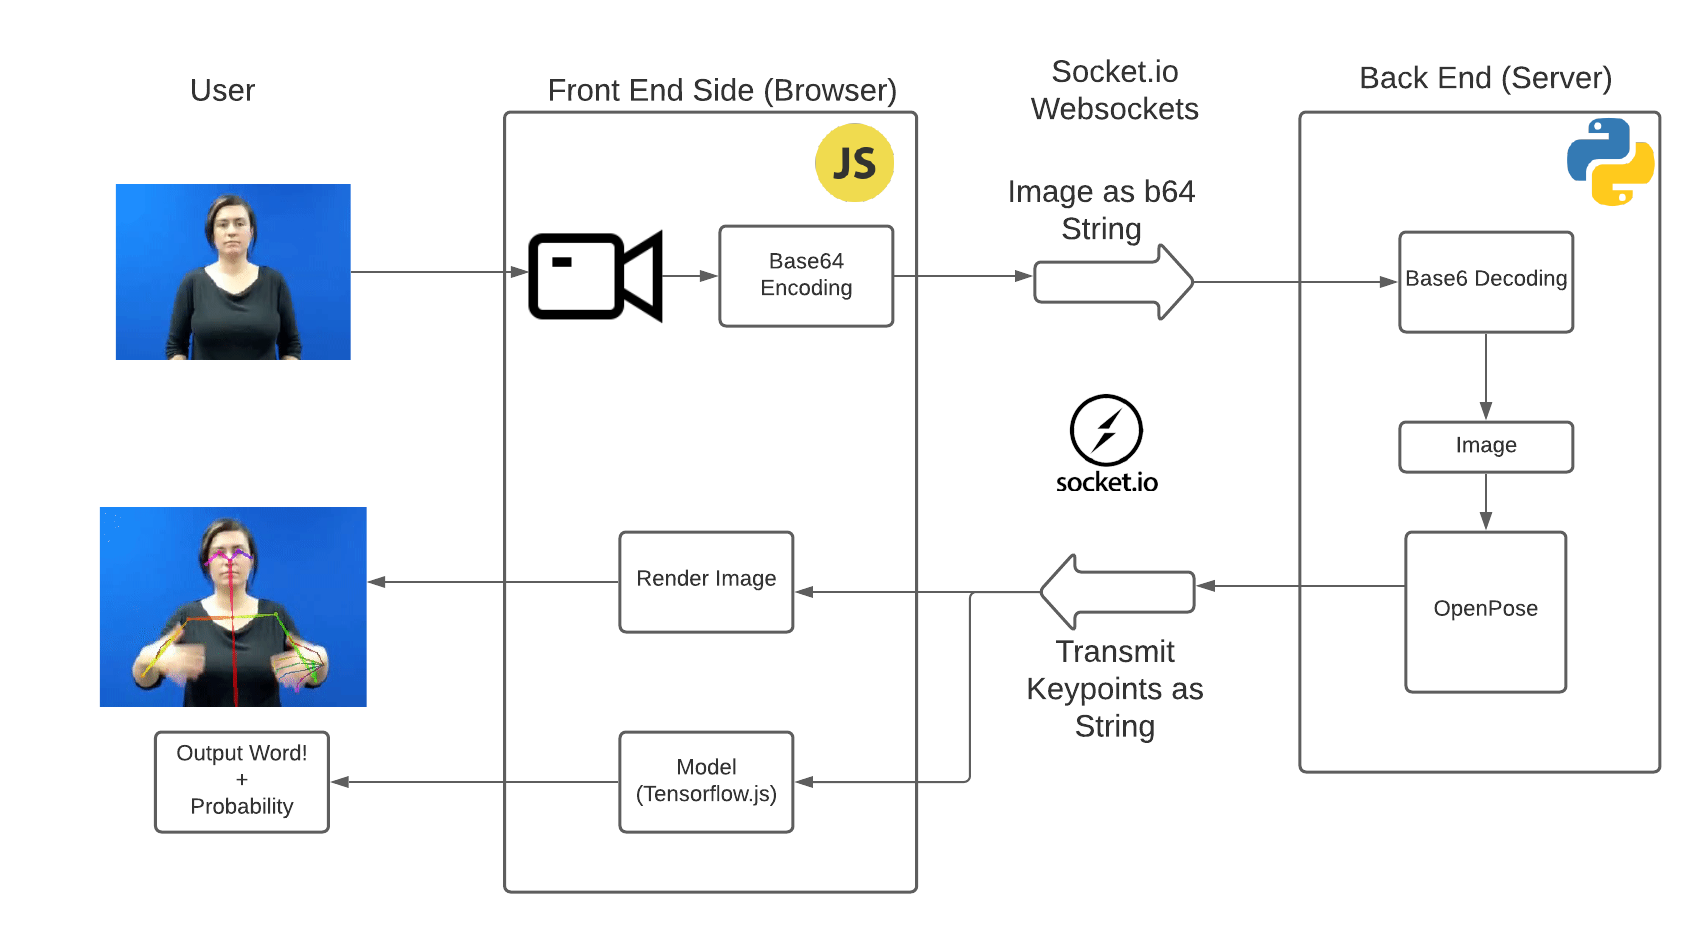 User
Front End Side (Browser)
Socket.io
Websockets
Back End (Server)
JS
Image as b64
String
Base64
Encoding
Base6 Decoding
Image
socket.io
Render Image
OpenPose
Transmit
Keypoints as
String
Model
(Tensorflow.js)
Output Word!
+
Probability